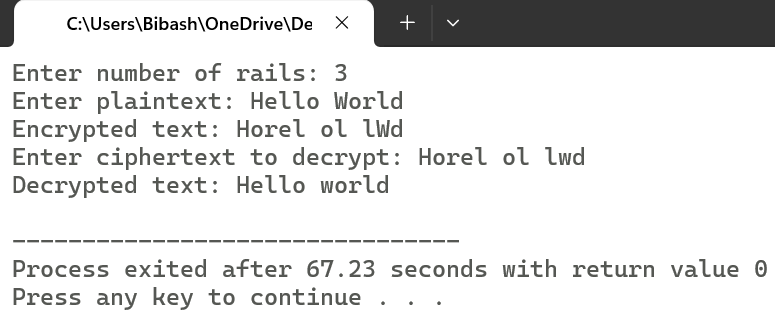 C:\Users\Bibash\OneDrive\De
Enter number of rails: 3
Enter plaintext: Hello World
Encrypted text: Horel ol lWd
Enter ciphertext to decrypt: Horel ol lwd
Decrypted text: Hello world
--------------------------------
Process exited after 67.23 seconds with return value 0
Press any key to continue . . .